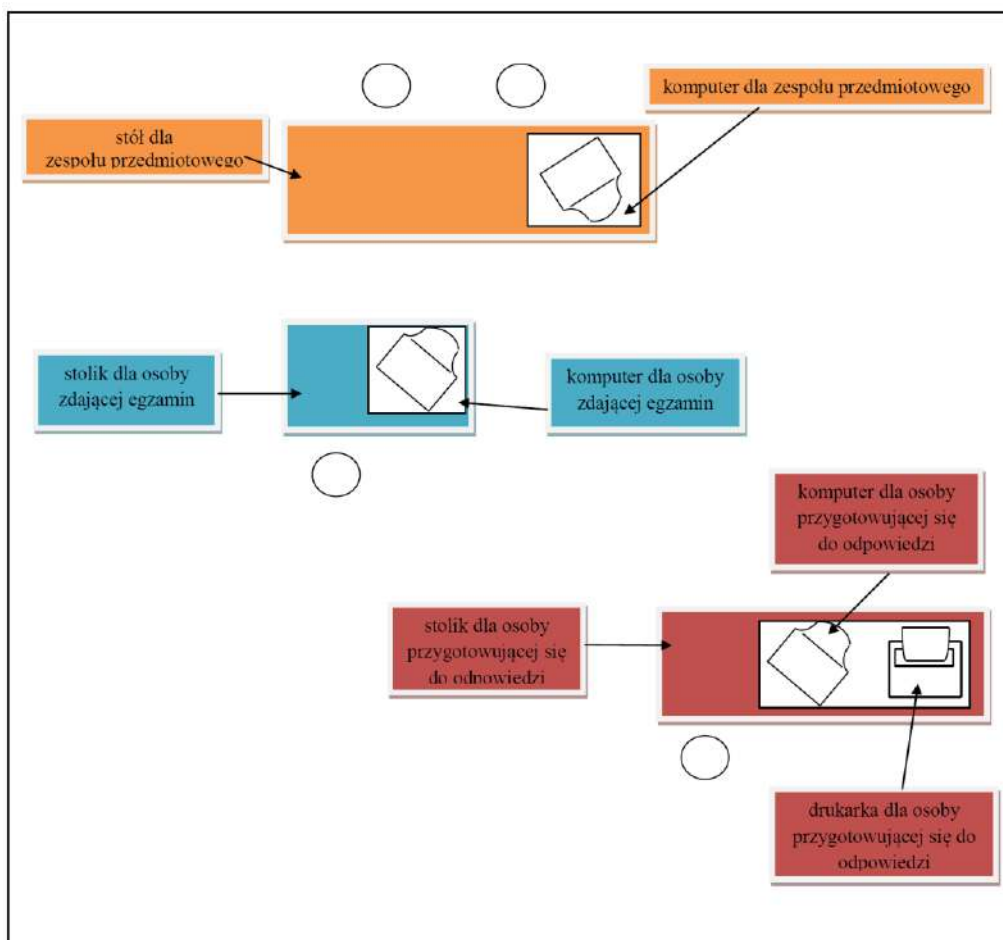 komputer dla zespołu przedmiotowego
stół dla
zespołu przedmiotowego
stolik dla osoby
zdającej egzamin
komputer dla osoby
zdającej egzamin
komputer dla osoby
przygotowującej się
do odpowiedzi
stolik dla osoby
przygotowującej się
do odpowiedzi
drukarka dla osoby
przygotowującej się do
odpowiedzi